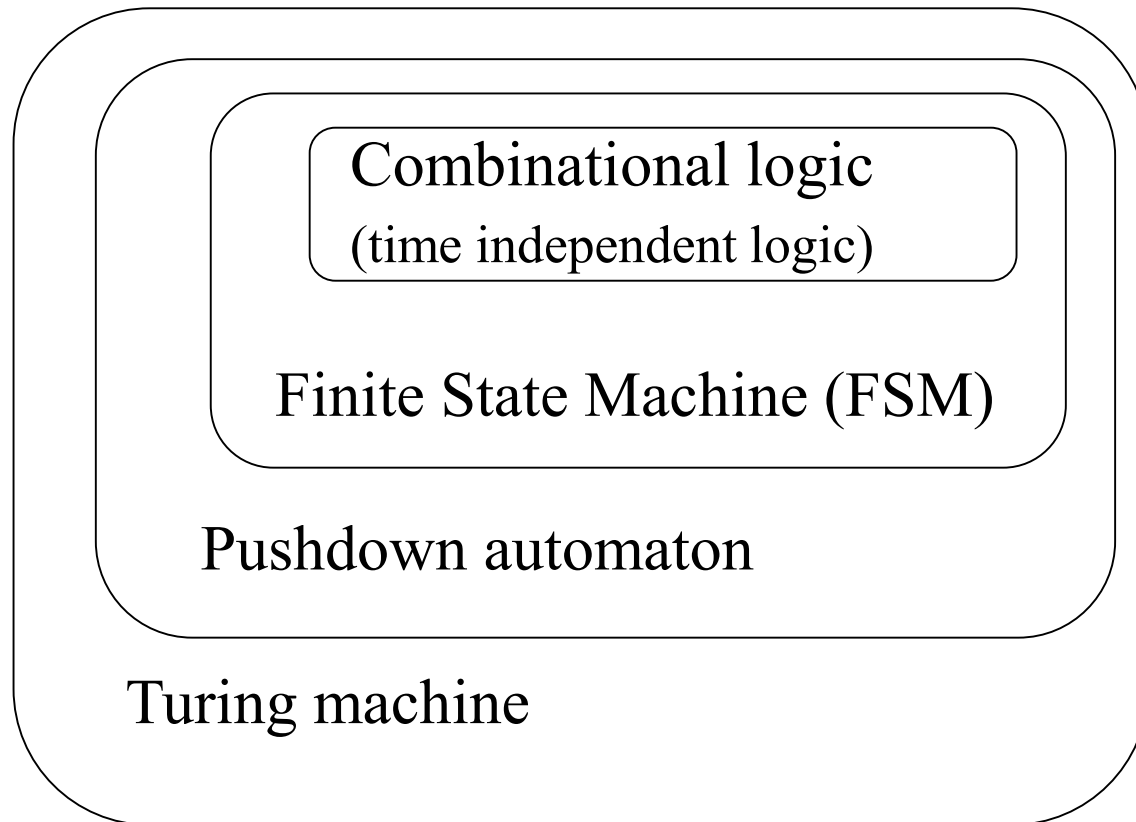 Combinational logic
(time independent logic)
Finite State Machine (FSM)
Pushdown automaton
Turing machine